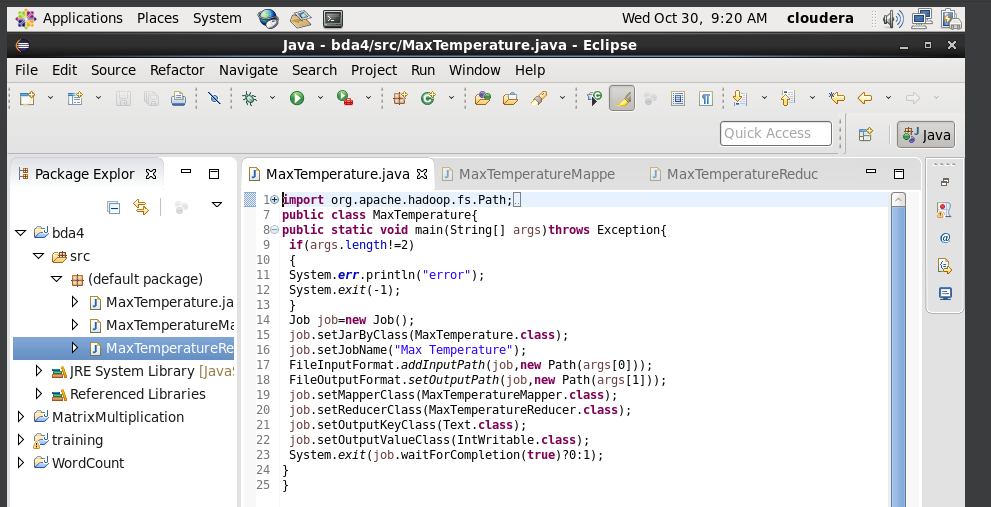 Applications Places System Wed Oct 30, 9:20 AM cloudera
Java - bda4/src/MaxTemperature.java - Eclipse
File Edit Source Refactor Navigate Search Project Run Window Help
Quick Access Java
Package Explor MaxTemperature.java MaxTemperatureMappe MaxTemperatureReduc
bda4
src
(default package)
MaxTemperature.ja
MaxTemperatureMa
MaxTemperatureRe
JRE System Library [JavaS
Referenced Libraries
MatrixMultiplication
training
WordCount
1 import org.apache.hadoop.fs.Path;
7 public class MaxTemperature{
8 public static void main(String[] args)throws Exception{
9 if(args.length!=2)
10 {
11 System.err.println("error");
12 System.exit(-1);
13 }
14 Job job=new Job();
15 job.setJarByClass(MaxTemperature.class);
16 job.setJobName("Max Temperature");
17 FileInputFormat.addInputPath(job,new Path(args[0]));
18 FileOutputFormat.setOutputPath(job,new Path(args[1]));
19 job.setMapperClass(MaxTemperatureMapper.class);
20 job.setReducerClass(MaxTemperatureReducer.class);
21 job.setOutputKeyClass(Text.class);
22 job.setOutputValueClass(IntWritable.class);
23 System.exit(job.waitForCompletion(true)?0:1);
24 }
25 }